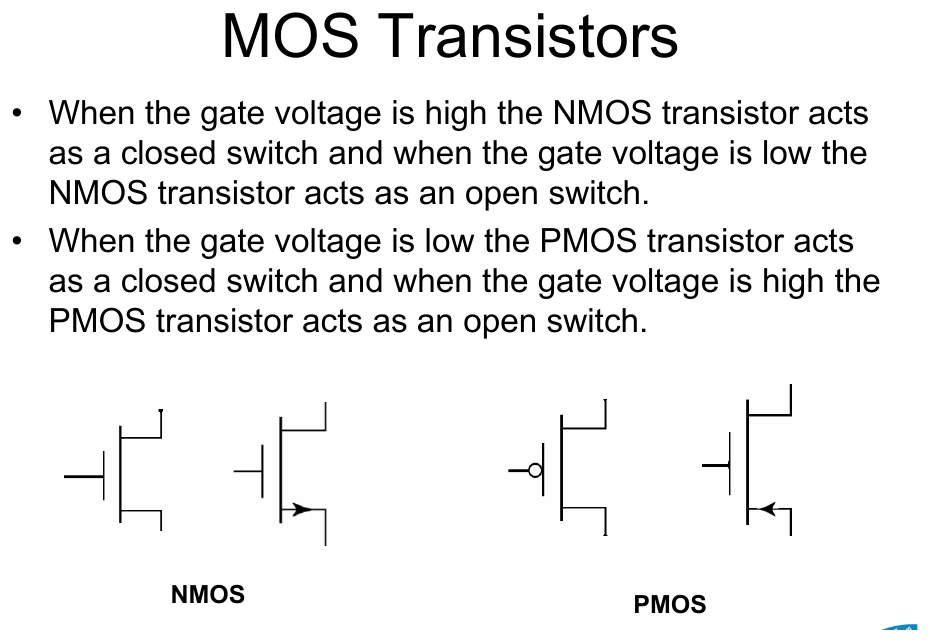 MOS Transistors
• When the gate voltage is high the NMOS transistor acts
as a closed switch and when the gate voltage is low the
NMOS transistor acts as an open switch.
• When the gate voltage is low the PMOS transistor acts
as a closed switch and when the gate voltage is high the
PMOS transistor acts as an open switch.
NMOS
PMOS